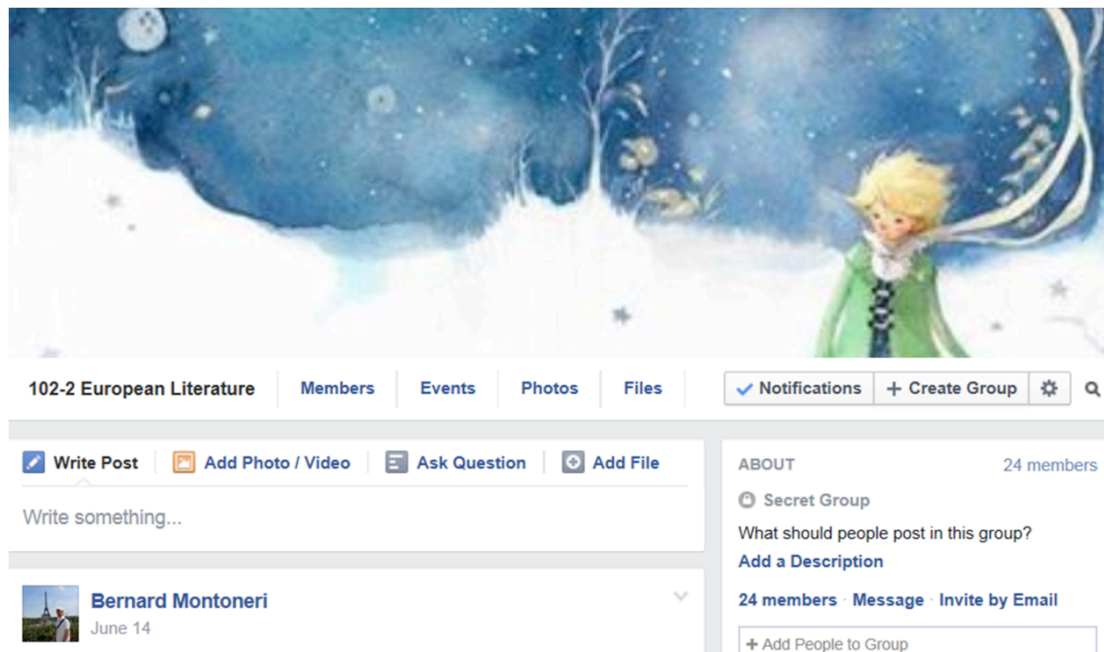 102-2 European Literature Members Events Photos Files Notifications + Create Group
Write Post Add Photo / Video Ask Question Add File
Write something...
Bernard Montoneri
June 14
ABOUT 24 members
Secret Group
What should people post in this group?
Add a Description
24 members · Message · Invite by Email
+ Add People to Group